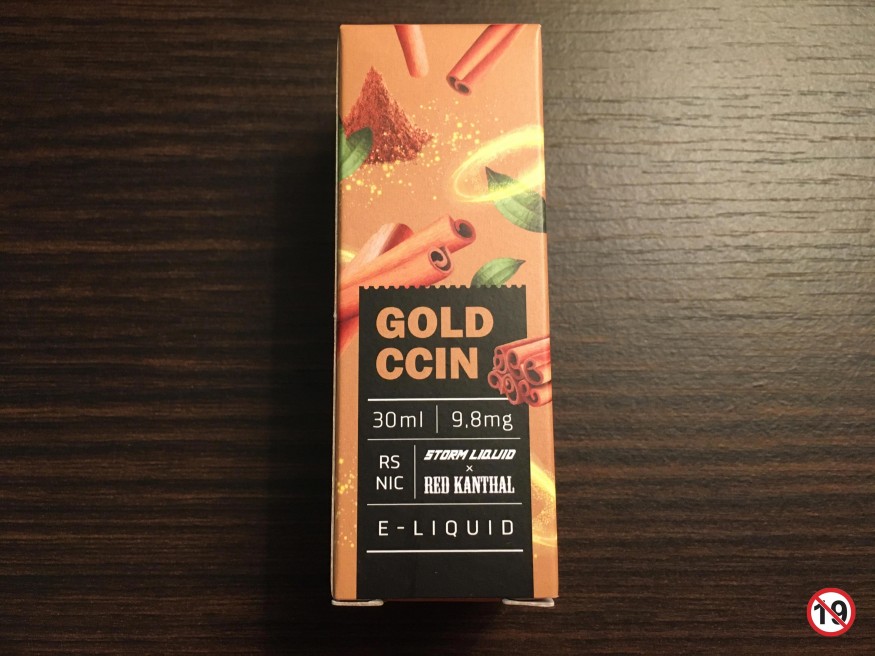 GOLD
CCIN
30ml 9.8mg
RS
NIC
STORM LIQUID
x
RED KANTHAL
E-LIQUID
19